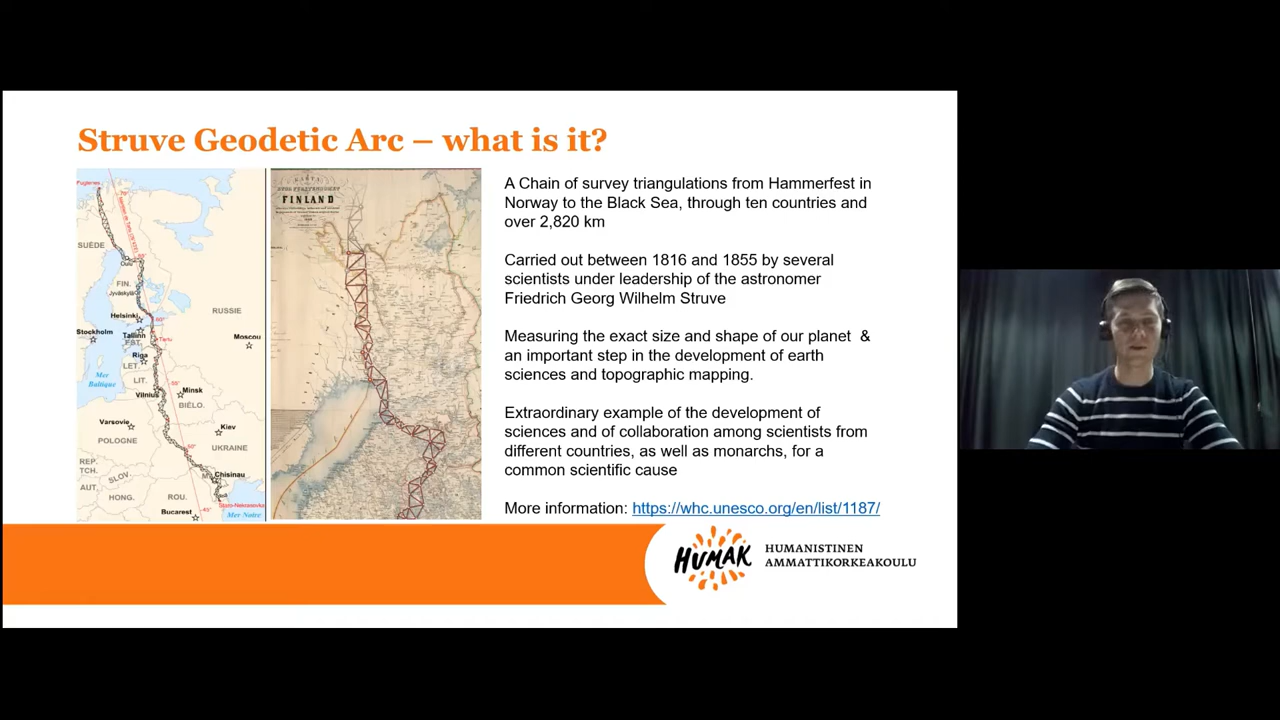 Struve Geodetic Arc – what is it?
Fuglenes
SUÈDE
Oulu
FIN.
Jyväskylä
Helsinki
Stockholm
Tallinn
EST.
Tartu
Riga
LET.
LIT.
Vilnius
Mer
Baltique
RUSSIE
Moscou
Minsk
BIÉLO.
Varsovie
POLOGNE
Kiev
UKRAINE
REP.
TCH.
SLOV.
AUT.
HONG.
Chisinau
ROU.
Bucarest
Staro-Nekrasovka
Mer Noire
FINLAND
A Chain of survey triangulations from Hammerfest in
Norway to the Black Sea, through ten countries and
over 2,820 km
Carried out between 1816 and 1855 by several
scientists under leadership of the astronomer
Friedrich Georg Wilhelm Struve
Measuring the exact size and shape of our planet &
an important step in the development of earth
sciences and topographic mapping.
Extraordinary example of the development of
sciences and of collaboration among scientists from
different countries, as well as monarchs, for a
common scientific cause
More information: https://whc.unesco.org/en/list/1187/
HUMAK
HUMANISTINEN
AMMATTIKORKEAKOULU